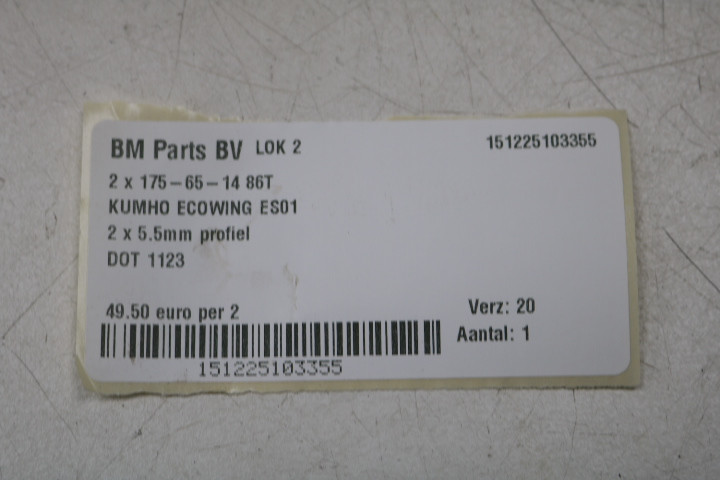 BM Parts BV LOK 2 151225103355
2 x 175-65-14 86T
KUMHO ECOWING ES01
2 x 5.5mm profiel
DOT 1123
49.50 euro per 2 Verz: 20
Aantal: 1
151225103355